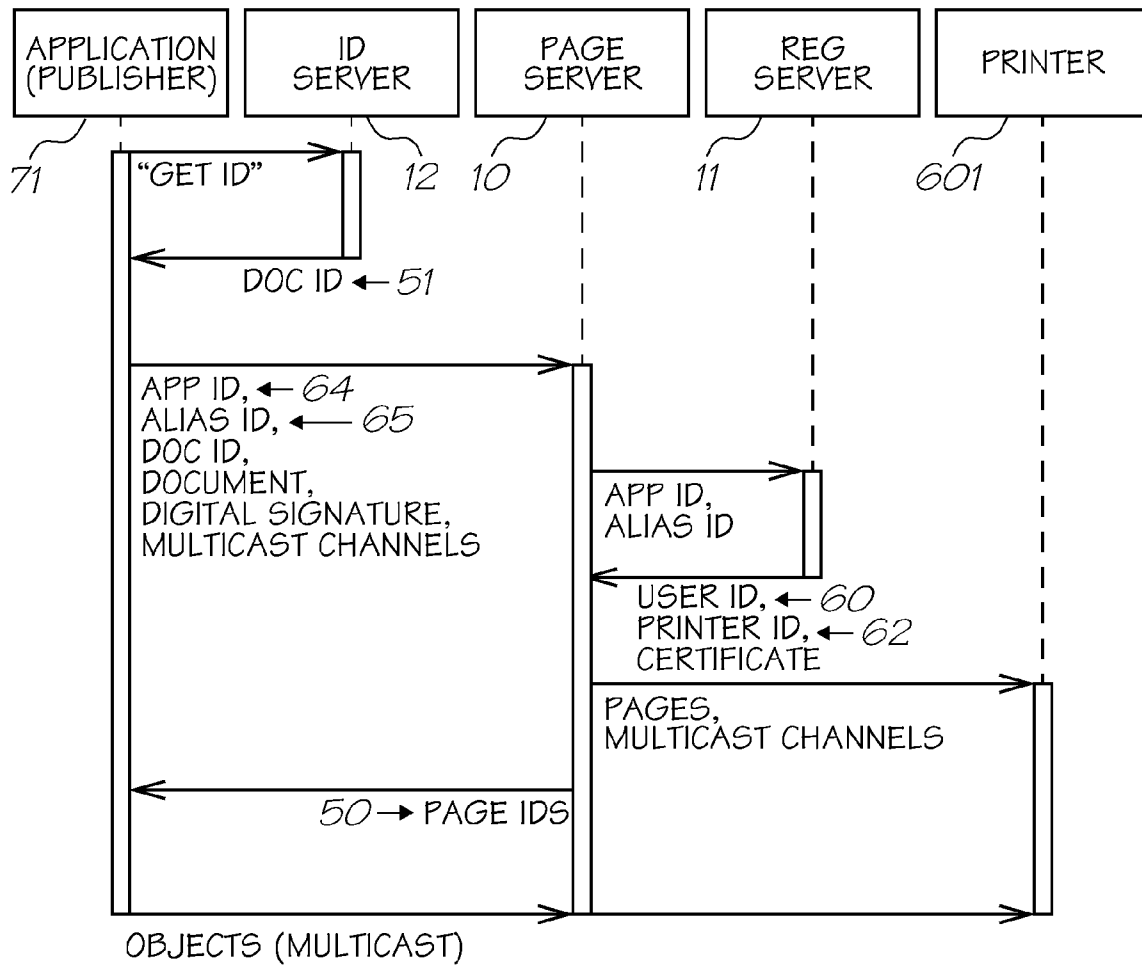 APPLICATION
(PUBLISHER)
ID
SERVER
PAGE
SERVER
REG
SERVER
PRINTER
71
12
10
11
601
"GET ID"
DOC ID 51
APP ID, 64
ALIAS ID, 65
DOC ID,
DOCUMENT,
DIGITAL SIGNATURE,
MULTICAST CHANNELS
APP ID,
ALIAS ID
USER ID, 60
PRINTER ID, 62
CERTIFICATE
PAGES,
MULTICAST CHANNELS
50 PAGE IDS
OBJECTS (MULTICAST)